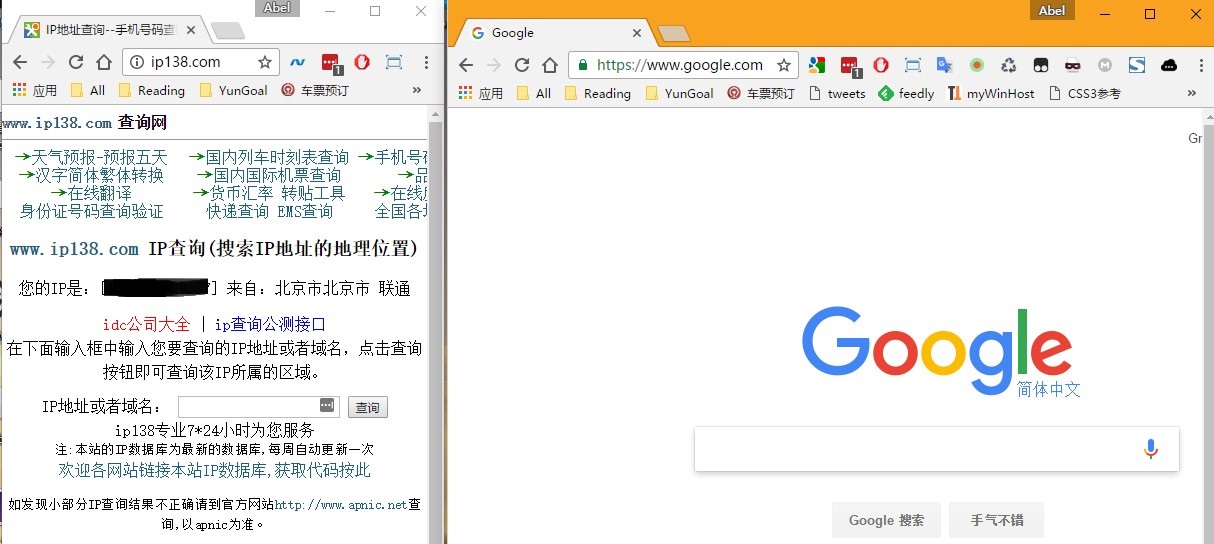 Abel
IP地址查询--手机号码查
ip138.com
1
应用 All Reading YunGoal 车票预订 »
www.ip138.com 查询网
→天气预报-预报五天 →国内列车时刻表查询 →手机号码
→汉字简体繁体转换 →国内国际机票查询 →品
→在线翻译 →货币汇率 转贴工具 →在线
身份证号码查询验证 快递查询 EMS查询 全国各
www.ip138.com IP查询(搜索IP地址的地理位置)
您的IP是: [ 7] 来自: 北京市北京市 联通
idc公司大全 | ip查询公测接口
在下面输入框中输入您要查询的IP地址或者域名，点击查询
按钮即可查询该IP所属的区域。
IP地址或者域名: 查询
ip138专业7*24小时为您服务
注:本站的IP数据库为最新的数据库,每周自动更新一次
欢迎各网站链接本站IP数据库,获取代码按此
如发现小部分IP查询结果不正确请到官方网站http://www.apnic.net查
询,以apnic为准。
Abel
Google
https://www.google.com
1
应用 All Reading YunGoal 车票预订 tweets feedly myWinHost CSS3参考 »
Gr
Google
简体中文
Google 搜索 手气不错